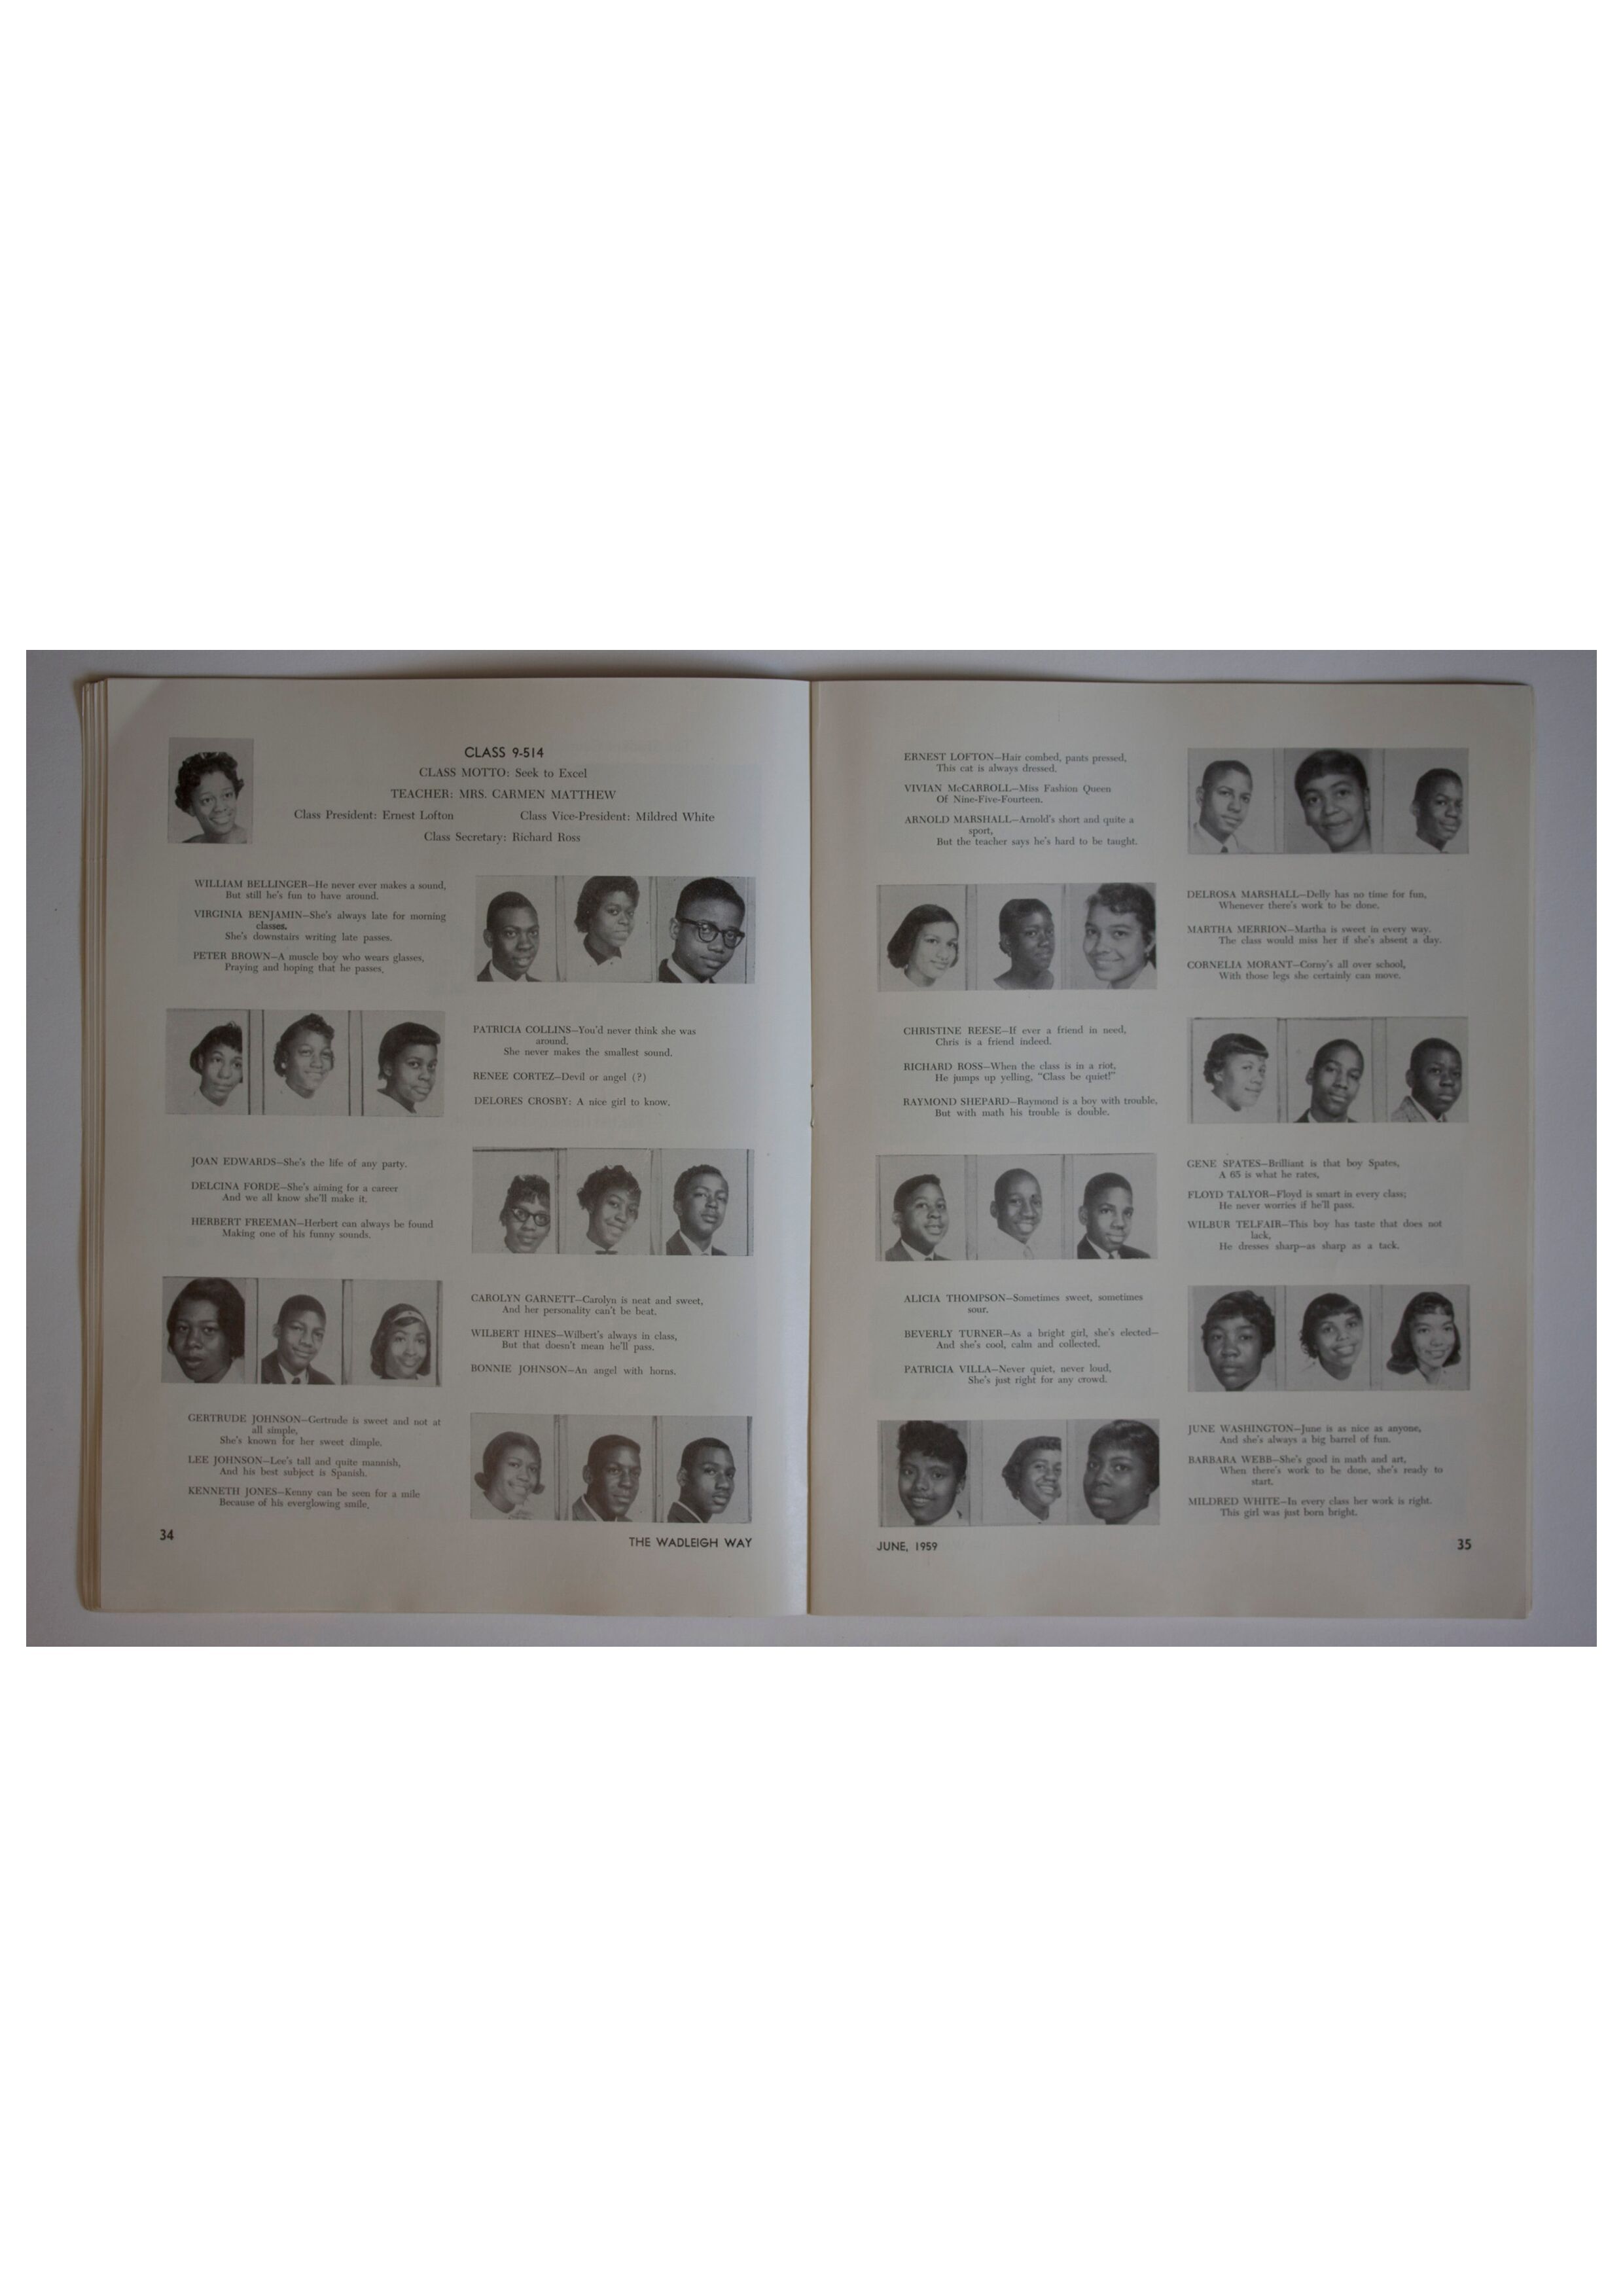 CLASS 9-514
CLASS MOTTO: Seek to Excel
TEACHER: MRS. CARMEN MATTHEW
Class President: Ernest Lofton Class Vice-President: Mildred White
Class Secretary: Richard Ross
WILLIAM BELLINGER—He never ever makes a sound,
But still he's fun to have around.
VIRGINIA BENJAMIN—She's always late for morning
classes.
She's downstairs writing late passes.
PETER BROWN—A muscle boy who wears glasses,
Praying and hoping that he passes.
PATRICIA COLLINS—You'd never think she was
around.
She never makes the smallest sound.
RENEE CORTEZ—Devil or angel (?)
DELORES CROSBY: A nice girl to know.
JOAN EDWARDS—She's the life of any party.
DELCINA FORDE—She's aiming for a career
And we all know she'll make it.
HERBERT FREEMAN—Herbert can always be found
Making one of his funny sounds.
CAROLYN GARNETT—Carolyn is neat and sweet,
And her personality can't be beat.
WILBERT HINES—Wilbert's always in class,
But that doesn't mean he'll pass.
BONNIE JOHNSON—An angel with horns.
GERTRUDE JOHNSON—Gertrude is sweet and not at
all simple,
She's known for her sweet dimple.
LEE JOHNSON—Lee's tall and quite mannish,
And his best subject is Spanish.
KENNETH JONES—Kenny can be seen for a mile
Because of his everglowing smile.
34
THE WADLEIGH WAY
ERNEST LOFTON—Hair combed, pants pressed,
This cat is always dressed.
VIVIAN McCARROLL—Miss Fashion Queen
Of Nine-Five-Fourteen.
ARNOLD MARSHALL—Arnold's short and quite a
sport,
But the teacher says he's hard to be taught.
DELROSA MARSHALL—Delly has no time for fun,
Whenever there's work to be done.
MARTHA MERRION—Martha is sweet in every way.
The class would miss her if she's absent a day.
CORNELIA MORANT—Corny's all over school,
With those legs she certainly can move.
CHRISTINE REESE—If ever a friend in need,
Chris is a friend indeed.
RICHARD ROSS—When the class is in a riot,
He jumps up yelling, "Class be quiet!"
RAYMOND SHEPARD—Raymond is a boy with trouble,
But with math his trouble is double.
GENE SPATES—Brilliant is that boy Spates,
A 65 is what he rates.
FLOYD TALYOR—Floyd is smart in every class;
He never worries if he'll pass.
WILBUR TELFAIR—This boy has taste that does not
lack,
He dresses sharp—as sharp as a tack.
ALICIA THOMPSON—Sometimes sweet, sometimes
sour.
BEVERLY TURNER—As a bright girl, she's elected—
And she's cool, calm and collected.
PATRICIA VILLA—Never quiet, never loud,
She's just right for any crowd.
JUNE WASHINGTON—June is as nice as anyone,
And she's always a big barrel of fun.
BARBARA WEBB—She's good in math and art,
When there's work to be done, she's ready to
start.
MILDRED WHITE—In every class her work is right.
This girl was just born bright.
JUNE, 1959
35